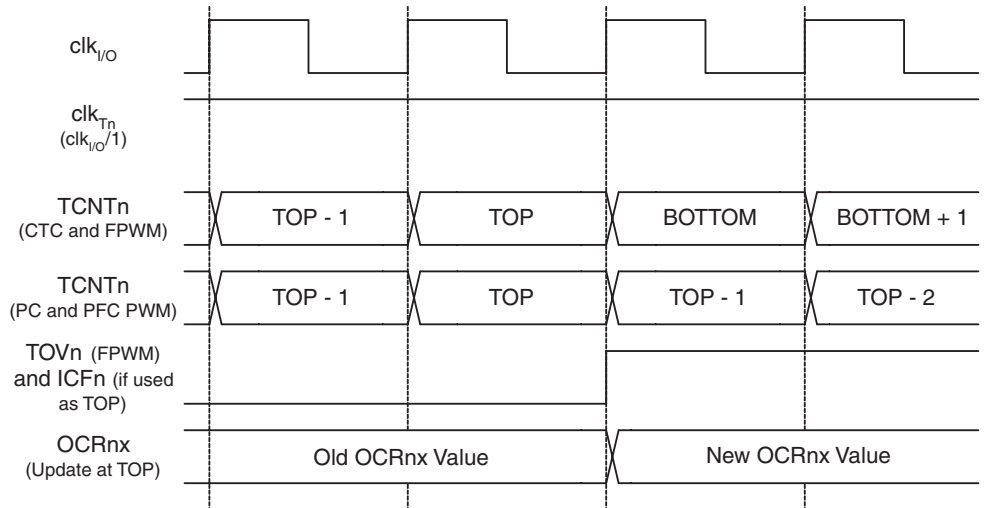 clkI/O
clkTn
(clkI/O/1)
TCNTn
(CTC and FPWM)
TOP - 1
TOP
BOTTOM
BOTTOM + 1
TCNTn
(PC and PFC PWM)
TOP - 1
TOP
TOP - 1
TOP - 2
TOVn (FPWM)
and ICFn (if used
as TOP)
OCRnx
(Update at TOP)
Old OCRnx Value
New OCRnx Value